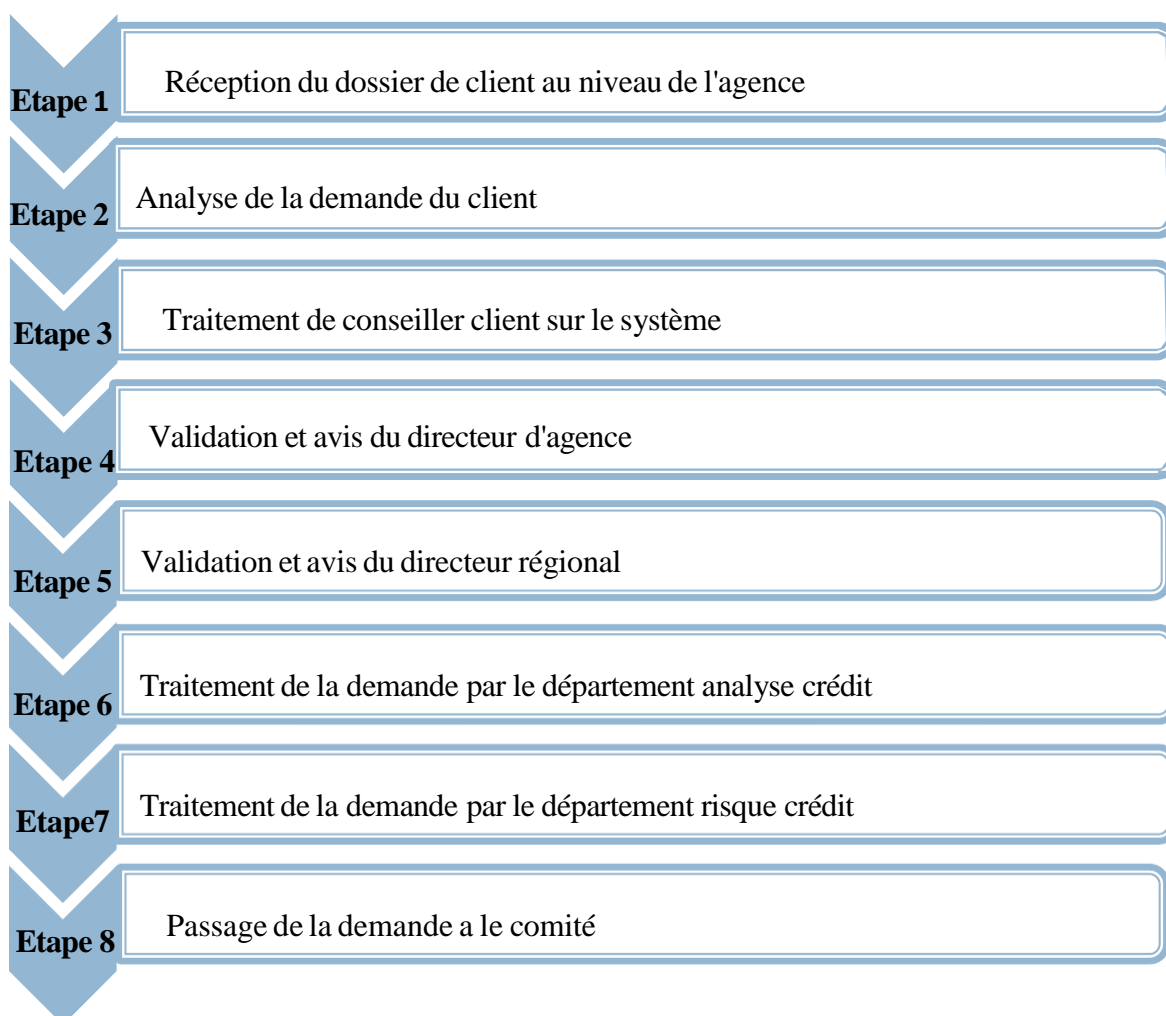 Etape 1
Réception du dossier de client au niveau de l'agence
Etape 2
Analyse de la demande du client
Etape 3
Traitement de conseiller client sur le système
Etape 4
Validation et avis du directeur d'agence
Etape 5
Validation et avis du directeur régional
Etape 6
Traitement de la demande par le département analyse crédit
Etape7
Traitement de la demande par le département risque crédit
Etape 8
Passage de la demande a le comité